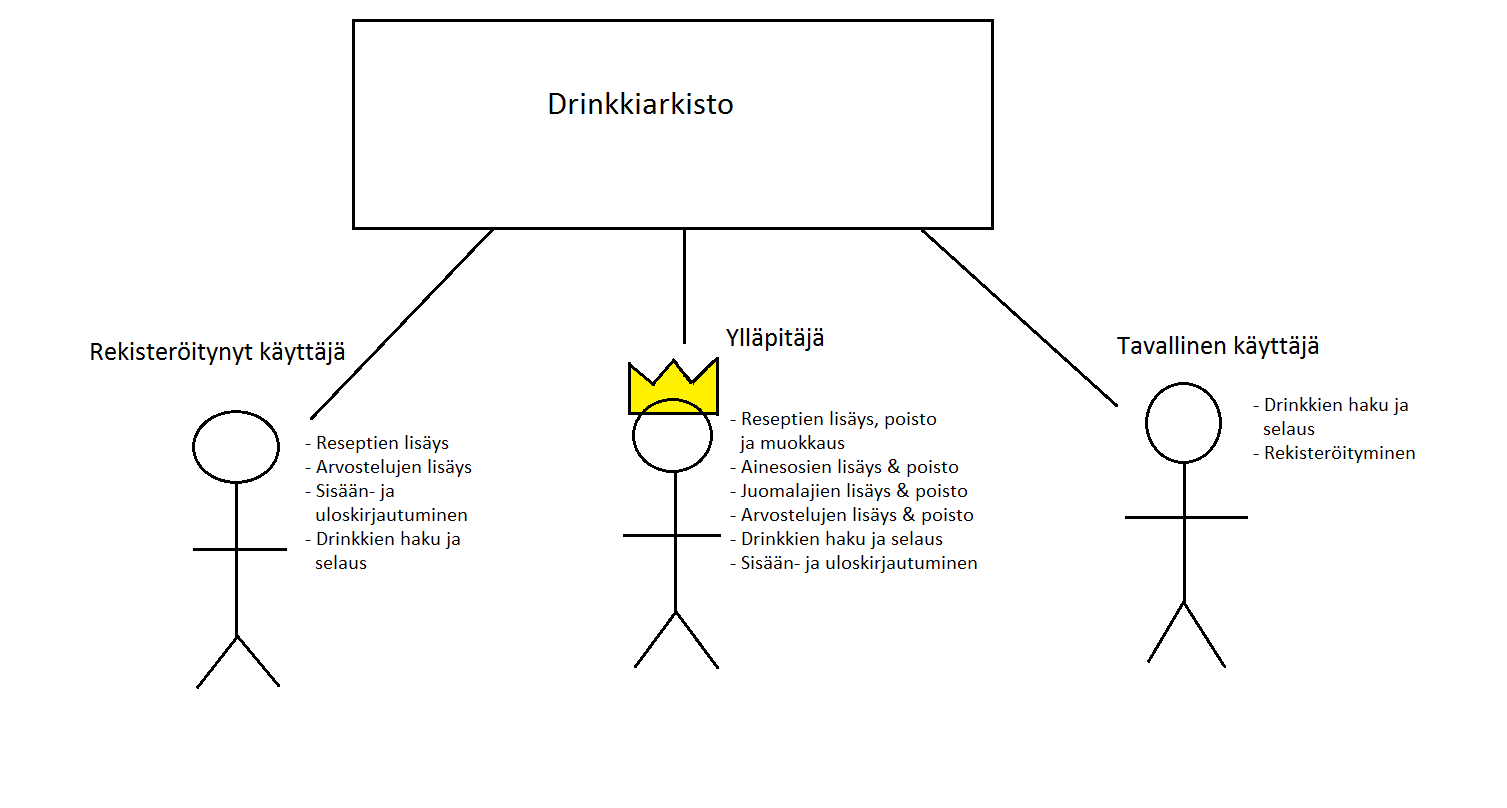 Drinkkiarkisto
Rekisteröitynyt käyttäjä
- Reseptien lisäys
- Arvostelujen lisäys
- Sisään- ja
uloskirjautuminen
- Drinkkien haku ja
selaus
Ylläpitäjä
- Reseptien lisäys, poisto
ja muokkaus
- Ainesosien lisäys & poisto
- Juomalajien lisäys & poisto
- Arvostelujen lisäys & poisto
- Drinkkien haku ja selaus
- Sisään- ja uloskirjautuminen
Tavallinen käyttäjä
- Drinkkien haku ja
selaus
- Rekisteröityminen